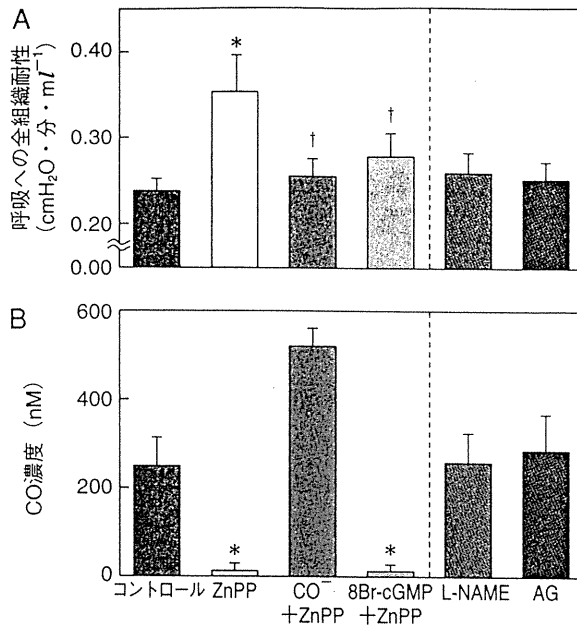 A
呼吸への全組織耐性
(cmH₂O・分・ml⁻¹)
0.40
0.30
0.20
0.00
*
†
†
B
CO濃度 (nM)
600
400
200
0
*
*
コントロール ZnPP CO⁻ 8Br-cGMP L-NAME AG
+ZnPP +ZnPP